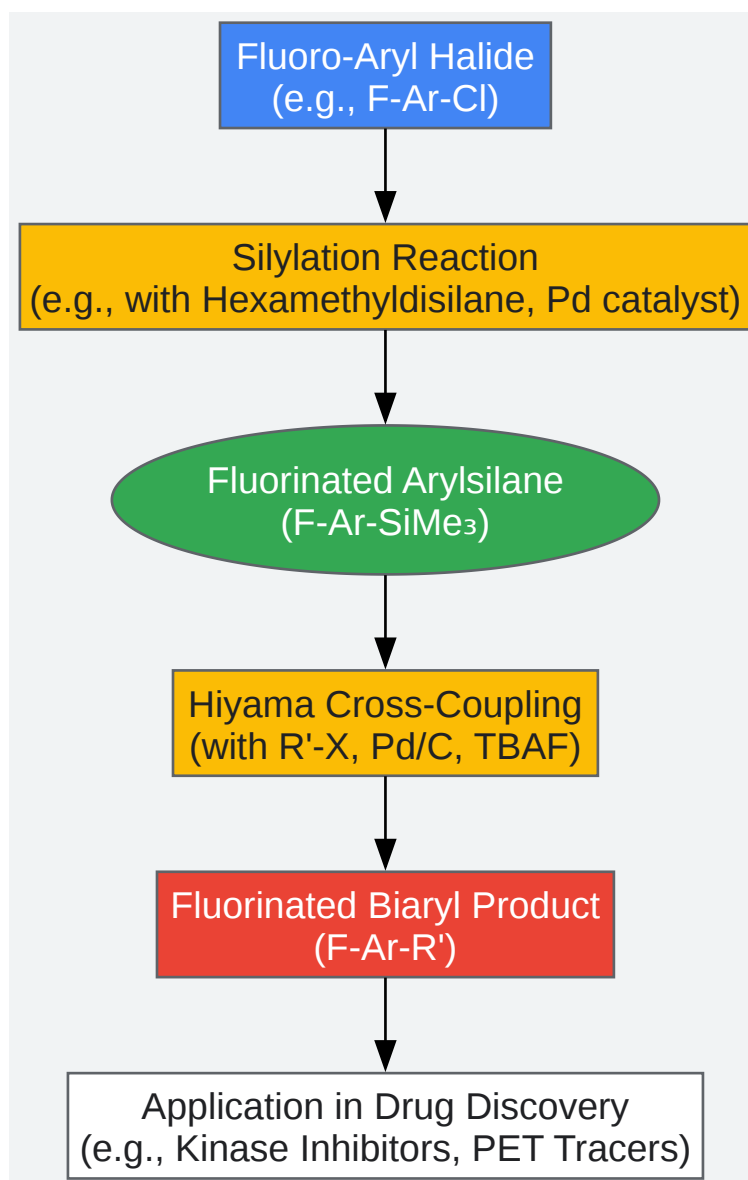 Fluoro-Aryl Halide
(e.g., F-Ar-Cl)
Silylation Reaction
(e.g., with Hexamethyldisilane, Pd catalyst)
Fluorinated Arylsilane
(F-Ar-SiMe₃)
Hiyama Cross-Coupling
(with R'-X, Pd/C, TBAF)
Fluorinated Biaryl Product
(F-Ar-R')
Application in Drug Discovery
(e.g., Kinase Inhibitors, PET Tracers)